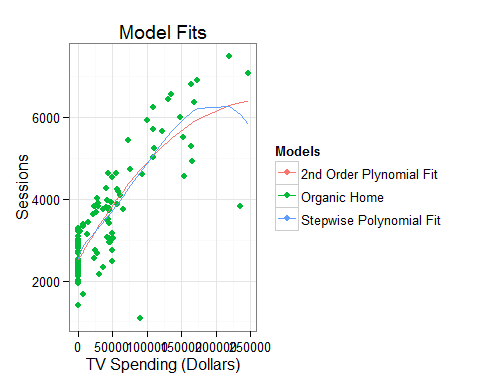 Model Fits
Sessions
6000
4000
2000
0 50000 100000 150000 200000 250000
TV Spending (Dollars)
Models
2nd Order Plynomial Fit
Organic Home
Stepwise Polynomial Fit